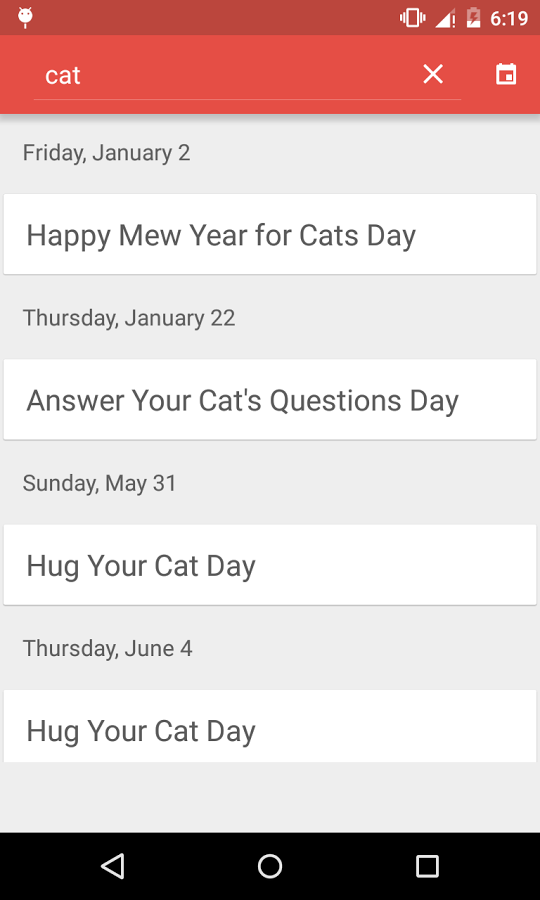 6:19
cat
Friday, January 2
Happy Mew Year for Cats Day
Thursday, January 22
Answer Your Cat's Questions Day
Sunday, May 31
Hug Your Cat Day
Thursday, June 4
Hug Your Cat Day